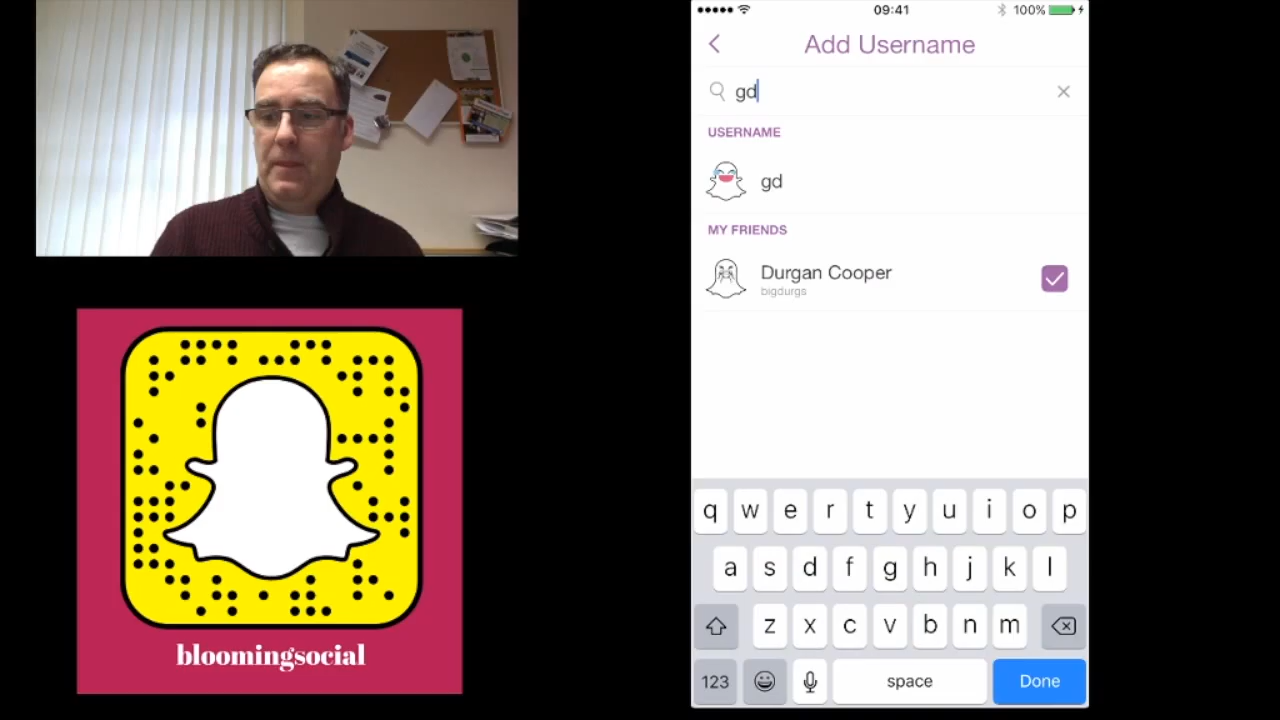 09:41
100%
Add Username
gd
USERNAME
gd
MY FRIENDS
Durgan Cooper
bigdurgs
q w e r t y u i o p
a s d f g h j k l
z x c v b n m
123 space Done
bloomingsocial